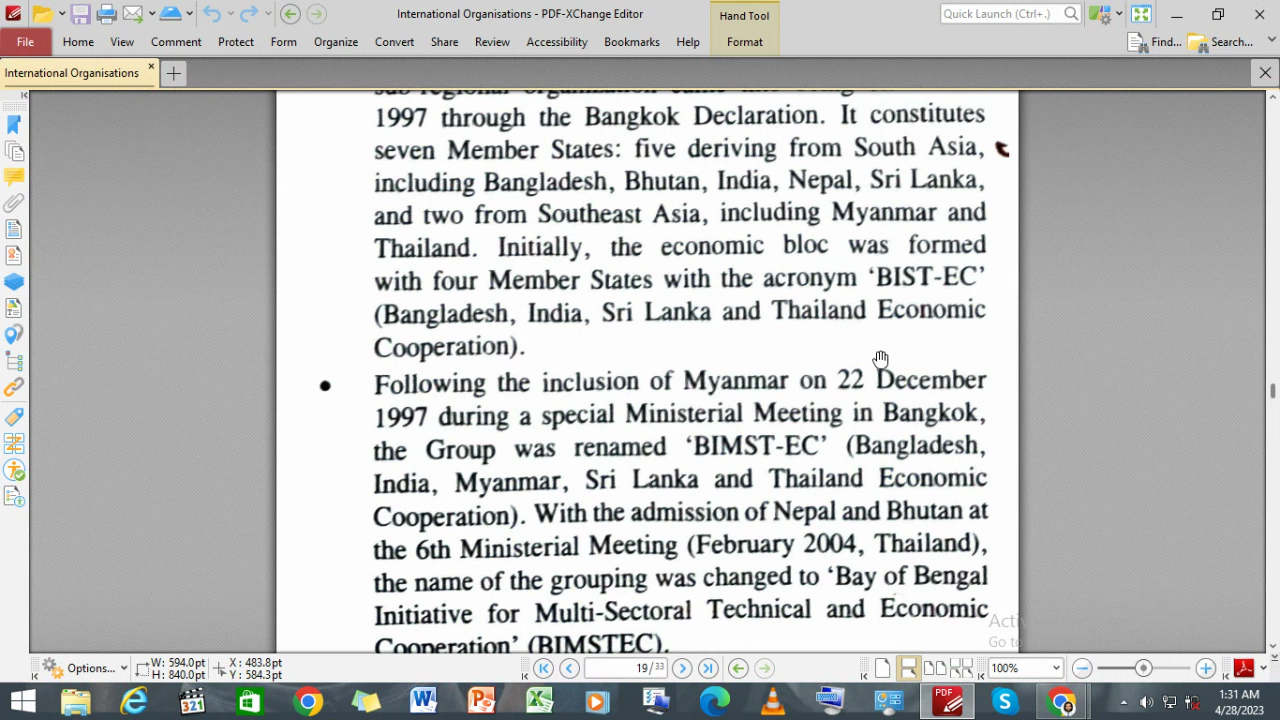 International Organisations - PDF-XChange Editor
Hand Tool
Quick Launch (Ctrl+.)
File
Home
View
Comment
Protect
Form
Organize
Convert
Share
Review
Accessibility
Bookmarks
Help
Format
Find...
Search...
International Organisations
1997 through the Bangkok Declaration. It constitutes
seven Member States: five deriving from South Asia,
including Bangladesh, Bhutan, India, Nepal, Sri Lanka,
and two from Southeast Asia, including Myanmar and
Thailand. Initially, the economic bloc was formed
with four Member States with the acronym ‘BIST-EC’
(Bangladesh, India, Sri Lanka and Thailand Economic
Cooperation).
• Following the inclusion of Myanmar on 22 December
1997 during a special Ministerial Meeting in Bangkok,
the Group was renamed ‘BIMST-EC’ (Bangladesh,
India, Myanmar, Sri Lanka and Thailand Economic
Cooperation). With the admission of Nepal and Bhutan at
the 6th Ministerial Meeting (February 2004, Thailand),
the name of the grouping was changed to ‘Bay of Bengal
Initiative for Multi-Sectoral Technical and Economic
Cooperation’ (BIMSTEC).
Go to
Options...
W: 594.0pt
H: 840.0pt
X: 483.8pt
Y: 584.3pt
19 / 33
100%
321
PDF
1:31 AM
4/28/2023